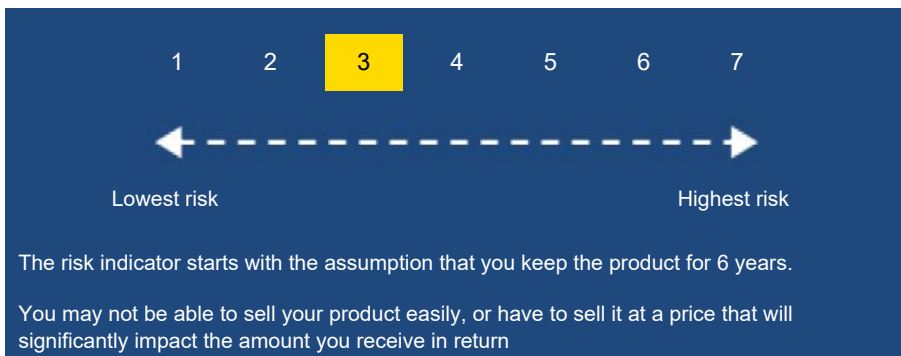 1 2 3 4 5 6 7
Lowest risk Highest risk
The risk indicator starts with the assumption that you keep the product for 6 years.
You may not be able to sell your product easily, or have to sell it at a price that will
significantly impact the amount you receive in return